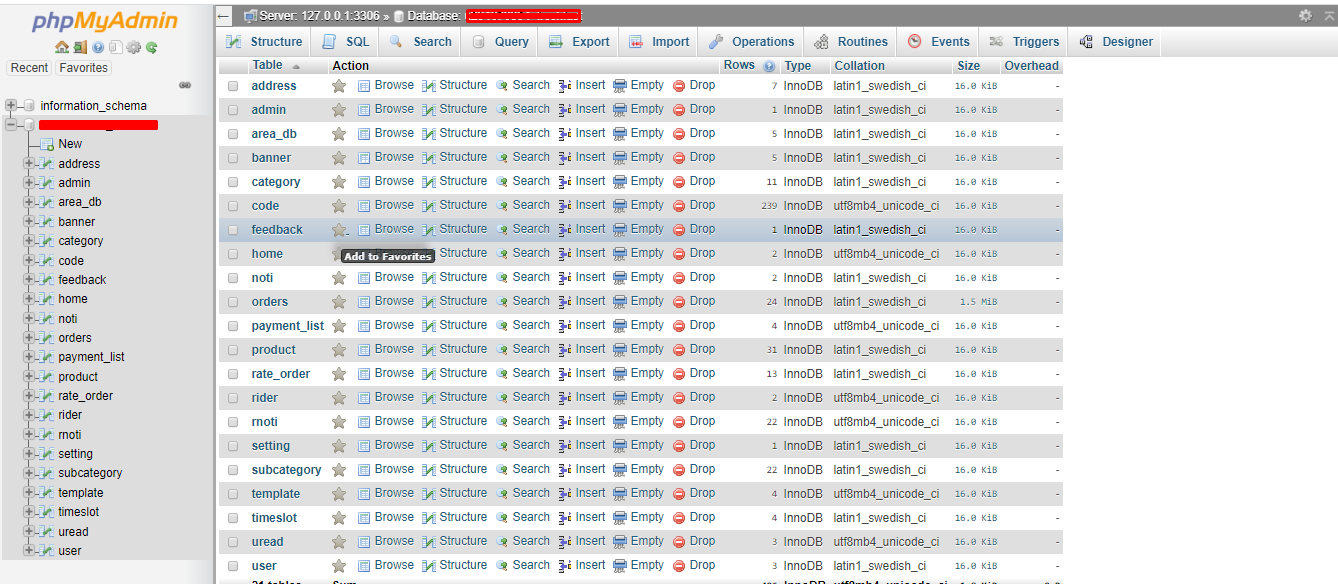 phpMyAdmin
Recent Favorites
information_schema
New
address
admin
area_db
banner
category
code
feedback
home
noti
orders
payment_list
product
rate_order
rider
rnoti
setting
subcategory
template
timeslot
uread
user
Server: 127.0.0.1:3306 » Database:
Structure SQL Search Query Export Import Operations Routines Events Triggers Designer
Table Action Rows Type Collation Size Overhead
address Browse Structure Search Insert Empty Drop 7 InnoDB latin1_swedish_ci 16.0 KiB -
admin Browse Structure Search Insert Empty Drop 1 InnoDB latin1_swedish_ci 16.0 KiB -
area_db Browse Structure Search Insert Empty Drop 5 InnoDB latin1_swedish_ci 16.0 KiB -
banner Browse Structure Search Insert Empty Drop 5 InnoDB latin1_swedish_ci 16.0 KiB -
category Browse Structure Search Insert Empty Drop 11 InnoDB latin1_swedish_ci 16.0 KiB -
code Browse Structure Search Insert Empty Drop 239 InnoDB utf8mb4_unicode_ci 16.0 KiB -
feedback Browse Structure Search Insert Empty Drop 1 InnoDB latin1_swedish_ci 16.0 KiB -
home Add to Favorites Structure Search Insert Empty Drop 2 InnoDB utf8mb4_unicode_ci 16.0 KiB -
noti Browse Structure Search Insert Empty Drop 2 InnoDB latin1_swedish_ci 16.0 KiB -
orders Browse Structure Search Insert Empty Drop 24 InnoDB latin1_swedish_ci 1.5 MiB -
payment_list Browse Structure Search Insert Empty Drop 4 InnoDB utf8mb4_unicode_ci 16.0 KiB -
product Browse Structure Search Insert Empty Drop 31 InnoDB latin1_swedish_ci 16.0 KiB -
rate_order Browse Structure Search Insert Empty Drop 13 InnoDB latin1_swedish_ci 16.0 KiB -
rider Browse Structure Search Insert Empty Drop 2 InnoDB utf8mb4_unicode_ci 16.0 KiB -
rnoti Browse Structure Search Insert Empty Drop 22 InnoDB utf8mb4_unicode_ci 16.0 KiB -
setting Browse Structure Search Insert Empty Drop 1 InnoDB latin1_swedish_ci 16.0 KiB -
subcategory Browse Structure Search Insert Empty Drop 22 InnoDB latin1_swedish_ci 16.0 KiB -
template Browse Structure Search Insert Empty Drop 4 InnoDB utf8mb4_unicode_ci 16.0 KiB -
timeslot Browse Structure Search Insert Empty Drop 4 InnoDB latin1_swedish_ci 16.0 KiB -
uread Browse Structure Search Insert Empty Drop 3 InnoDB utf8mb4_unicode_ci 16.0 KiB -
user Browse Structure Search Insert Empty Drop 3 InnoDB latin1_swedish_ci 16.0 KiB -